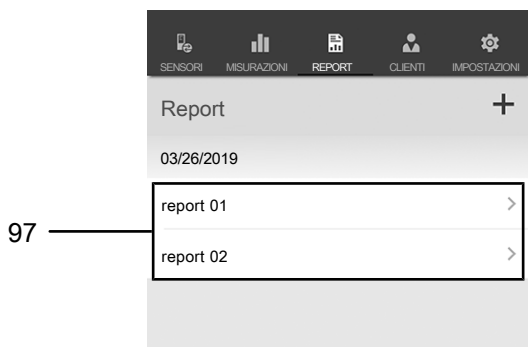 SENSORI MISURAZIONI REPORT CLIENTI IMPOSTAZIONI
Report +
03/26/2019
report 01 >
97
report 02 >